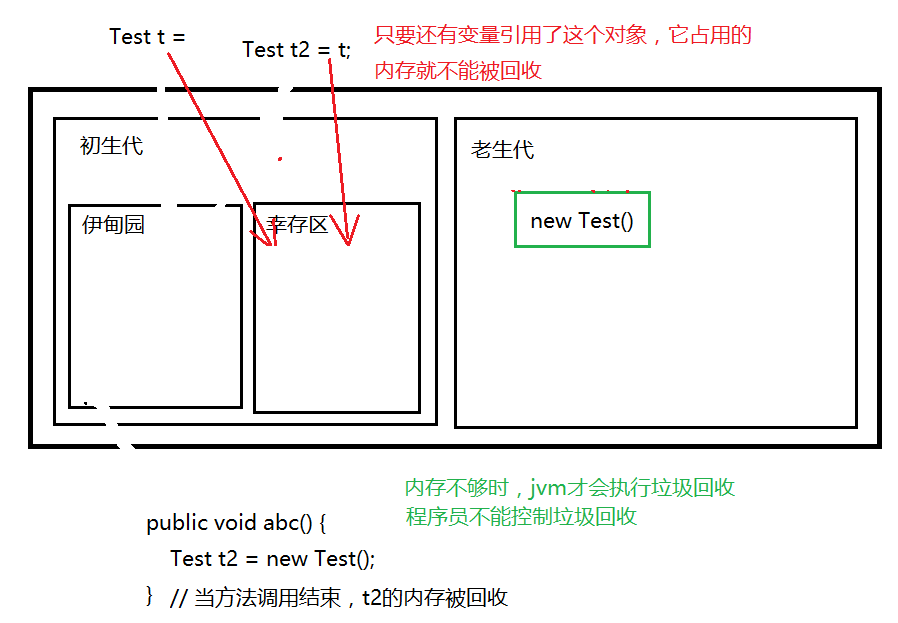 Test t =
Test t2 = t;
只要还有变量引用了这个对象，它占用的
内存就不能被回收
初生代
老生代
伊甸园
幸存区
new Test()
内存不够时，jvm才会执行垃圾回收
程序员不能控制垃圾回收
public void abc() {
Test t2 = new Test();
} // 当方法调用结束，t2的内存被回收